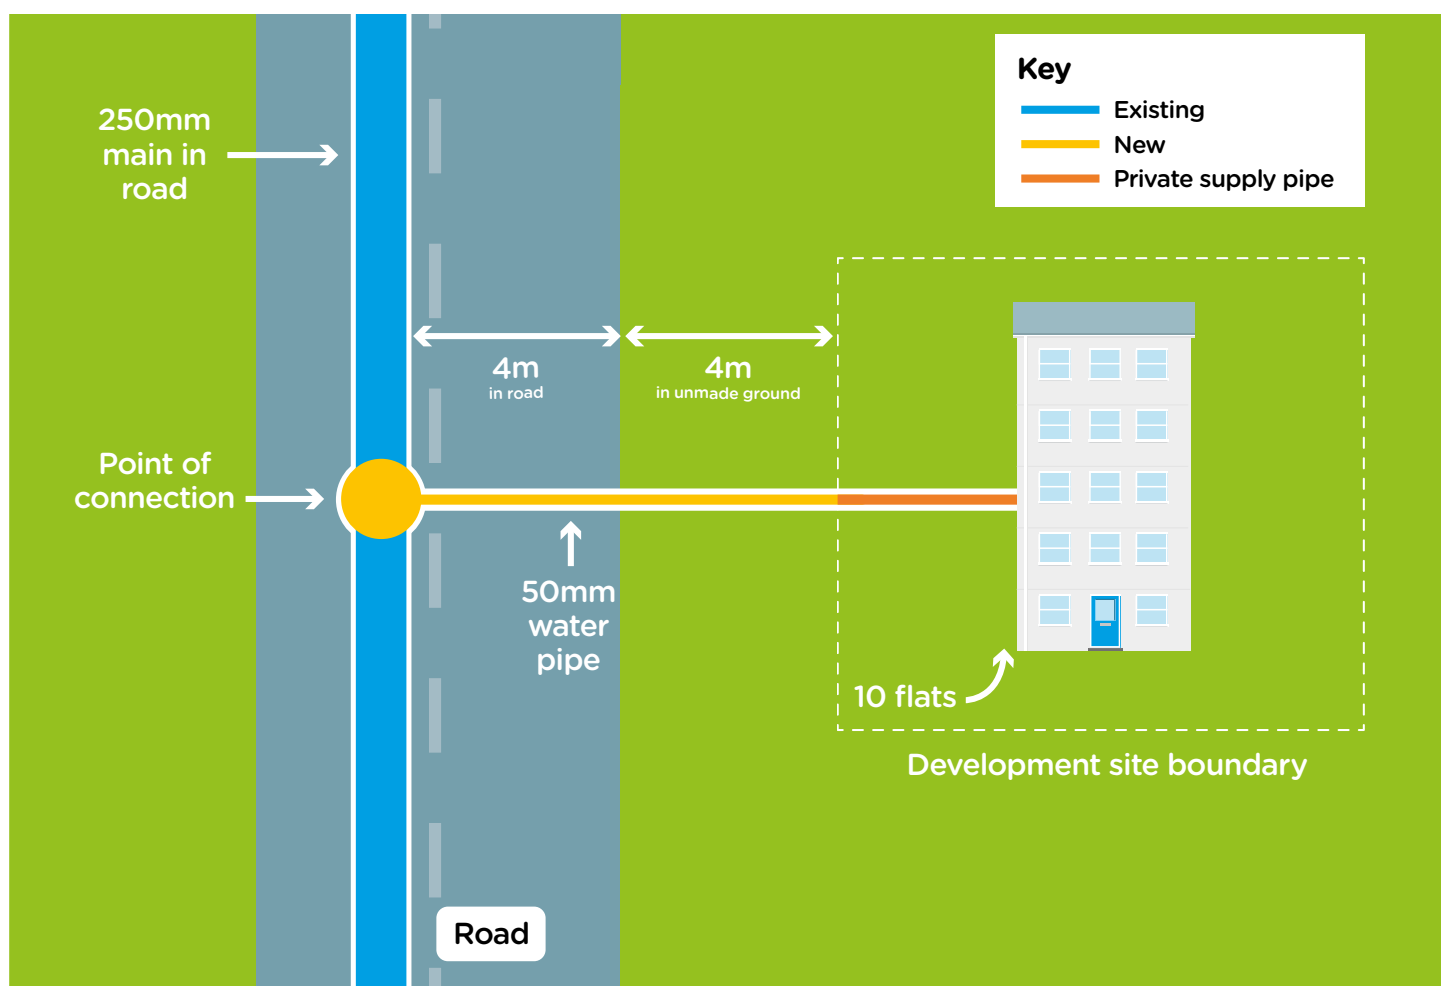 Key
Existing
New
Private supply pipe
250mm
main in
road
4m
in road
4m
in unmade ground
Point of
connection
50mm
water
pipe
10 flats
Development site boundary
Road